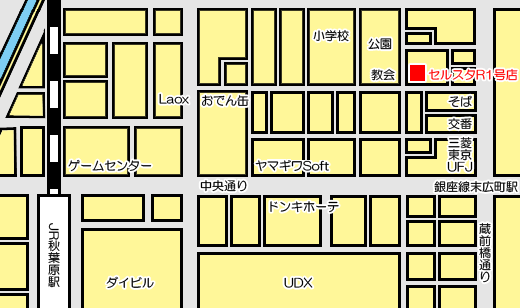 小学校
公園
教会
セルスタR1号店
Laox
おでん缶
そば
交番
三菱
東京
UFJ
ゲームセンター
ヤマギワSoft
中央通り
銀座線末広町駅
ドンキホーテ
JR秋葉原駅
蔵前橋通り
ダイビル
UDX